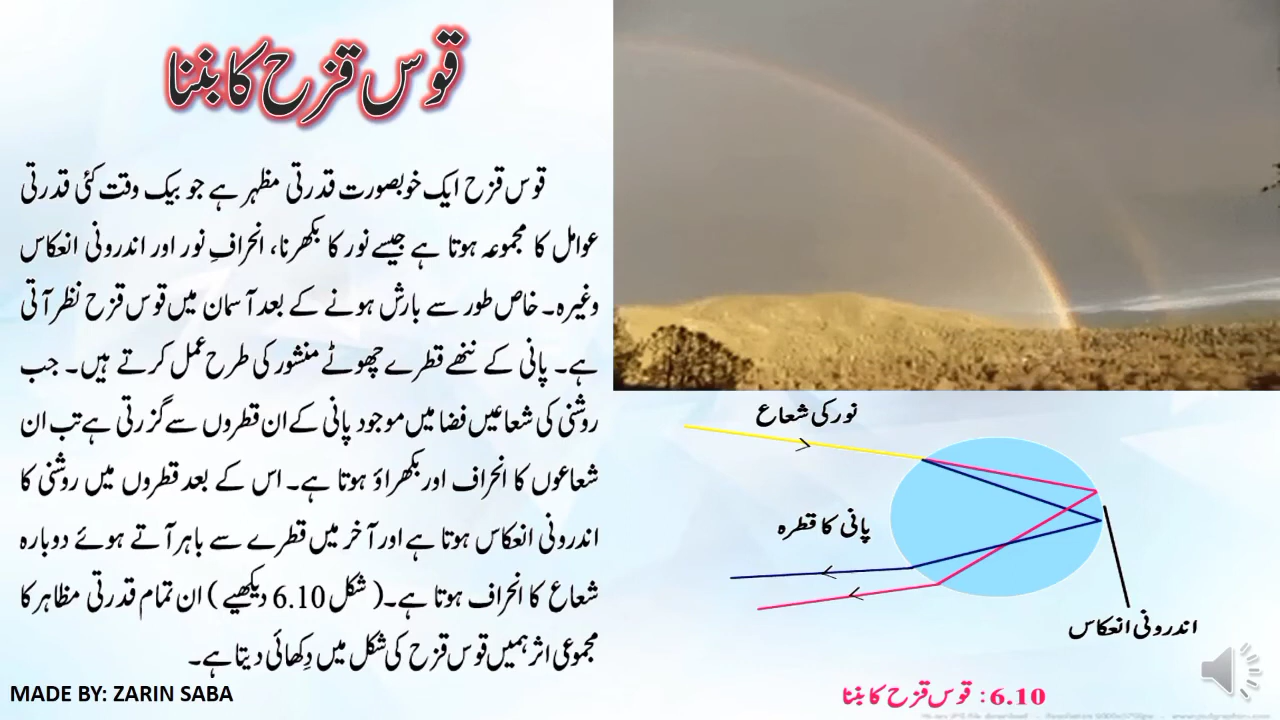 قوس قزح کا بننا
قوس قزح ایک خوبصورت قدرتی مظہر ہے جو بیک وقت کئی قدرتی
عوامل کا مجموعہ ہوتا ہے جیسے نور کا بکھرنا، انحرافِ نور اور اندرونی انعکاس
وغیرہ۔ خاص طور سے بارش ہونے کے بعد آسمان میں قوس قزح نظر آتی
ہے۔ پانی کے ننھے قطرے چھوٹے منشور کی طرح عمل کرتے ہیں۔ جب
روشنی کی شعاعیں فضا میں موجود پانی کے ان قطروں سے گزرتی ہے تب ان
شعاعوں کا انحراف اور بکھراؤ ہوتا ہے۔ اس کے بعد قطروں میں روشنی کا
اندرونی انعکاس ہوتا ہے اور آخر میں قطرے سے باہر آتے ہوئے دوبارہ
شعاع کا انحراف ہوتا ہے۔ (شکل 6.10 دیکھیے) ان تمام قدرتی مظاہر کا
مجموعی اثر ہمیں قوس قزح کی شکل میں دِکھائی دیتا ہے۔
MADE BY: ZARIN SABA
نور کی شعاع
پانی کا قطرہ
اندرونی انعکاس
6.10: قوس قزح کا بننا